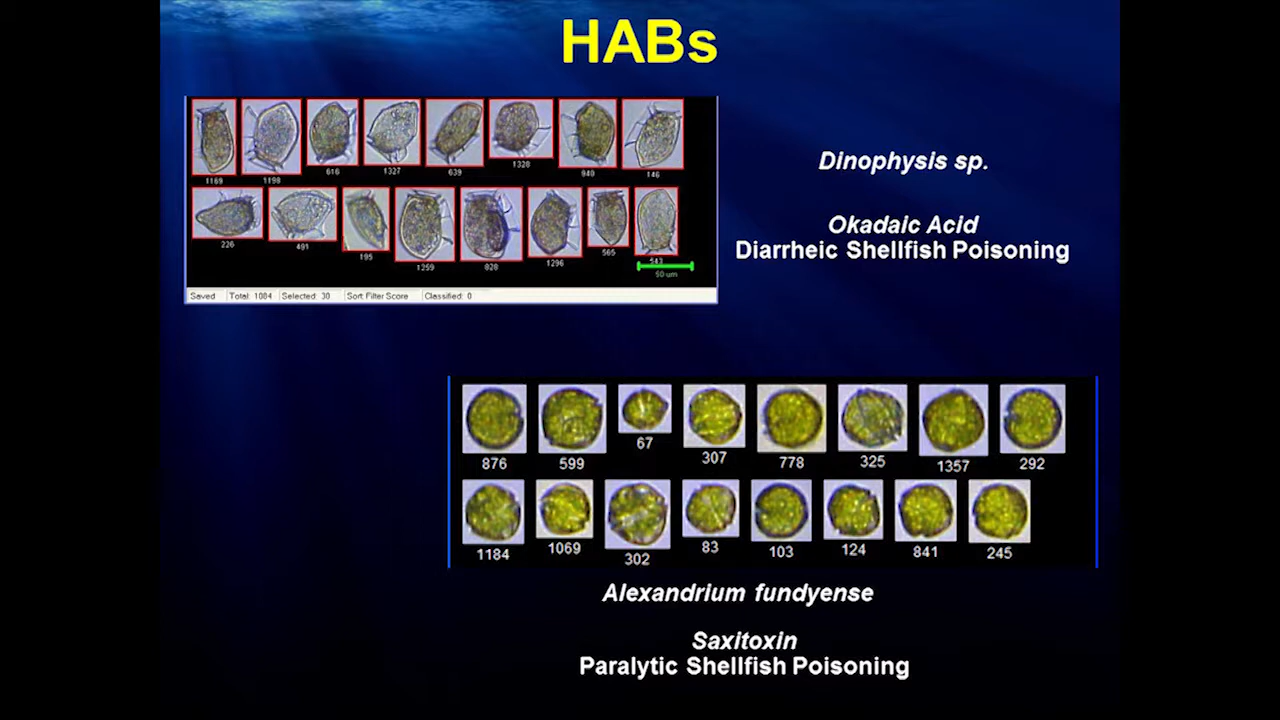 HABs
1169 1198 616 1327 639 1328 940 146
226 491 195 1259 828 1296 565 543
50 um
Saved Total: 1084 Selected: 30 Sort: Filter Score Classified: 0
Dinophysis sp.
Okadaic Acid
Diarrheic Shellfish Poisoning
876 599 67 307 778 325 1357 292
1184 1069 302 83 103 124 841 245
Alexandrium fundyense
Saxitoxin
Paralytic Shellfish Poisoning